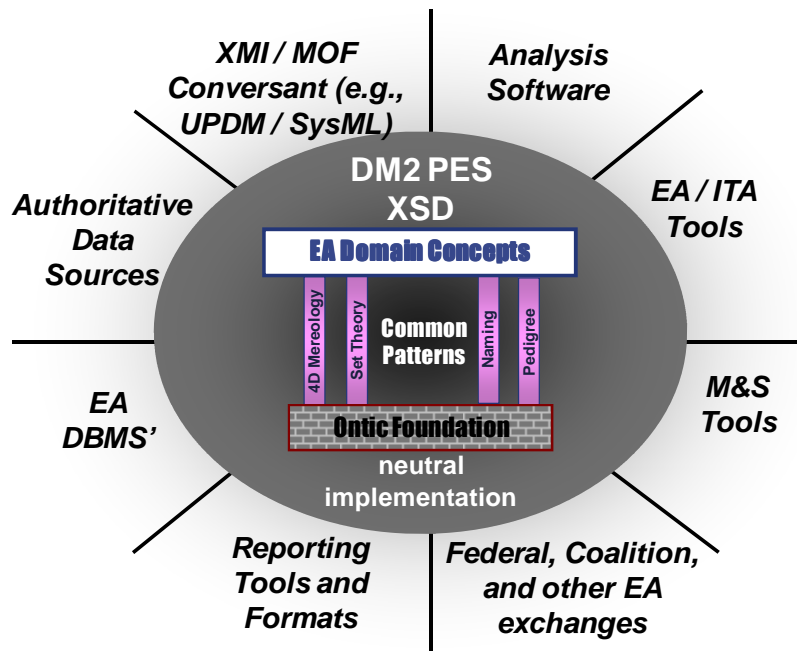 XMI / MOF
Conversant (e.g.,
UPDM / SysML)
Analysis
Software
Authoritative
Data
Sources
EA / ITA
Tools
DM2 PES
XSD
EA Domain Concepts
4D Mereology
Set Theory
Common
Patterns
Naming
Pedigree
Ontic Foundation
neutral
implementation
EA
DBMS’
M&S
Tools
Reporting
Tools and
Formats
Federal, Coalition,
and other EA
exchanges